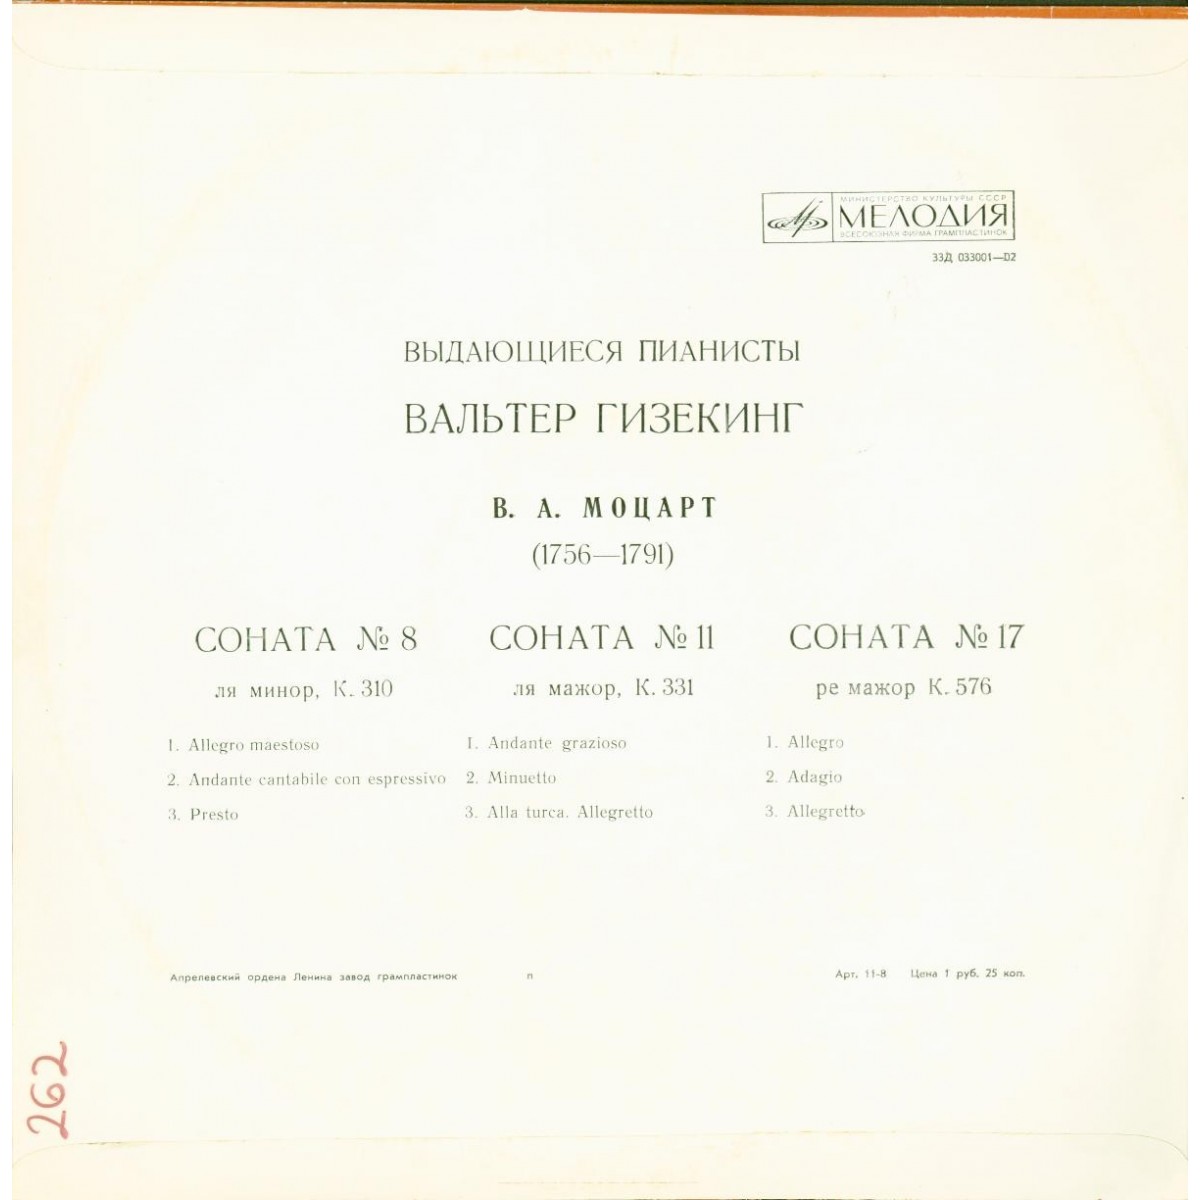 МИНИСТЕРСТВО КУЛЬТУРЫ СССР
МЕЛОДИЯ
ВСЕСОЮЗНАЯ ФИРМА ГРАМПЛАСТИНОК
33Д 033001—02
ВЫДАЮЩИЕСЯ ПИАНИСТЫ
ВАЛЬТЕР ГИЗЕКИНГ
В. А. МОЦАРТ
(1756—1791)
СОНАТА № 8
ля минор, К. 310
1. Allegro maestoso
2. Andante cantabile con espressivo
3. Presto
СОНАТА № 11
ля мажор, К. 331
1. Andante grazioso
2. Minuetto
3. Alla turca. Allegretto
СОНАТА № 17
ре мажор К. 576
1. Allegro
2. Adagio
3. Allegretto
Апрелевский ордена Ленина завод грампластинок п Арт. 11-8 Цена 1 руб. 25 коп.
262